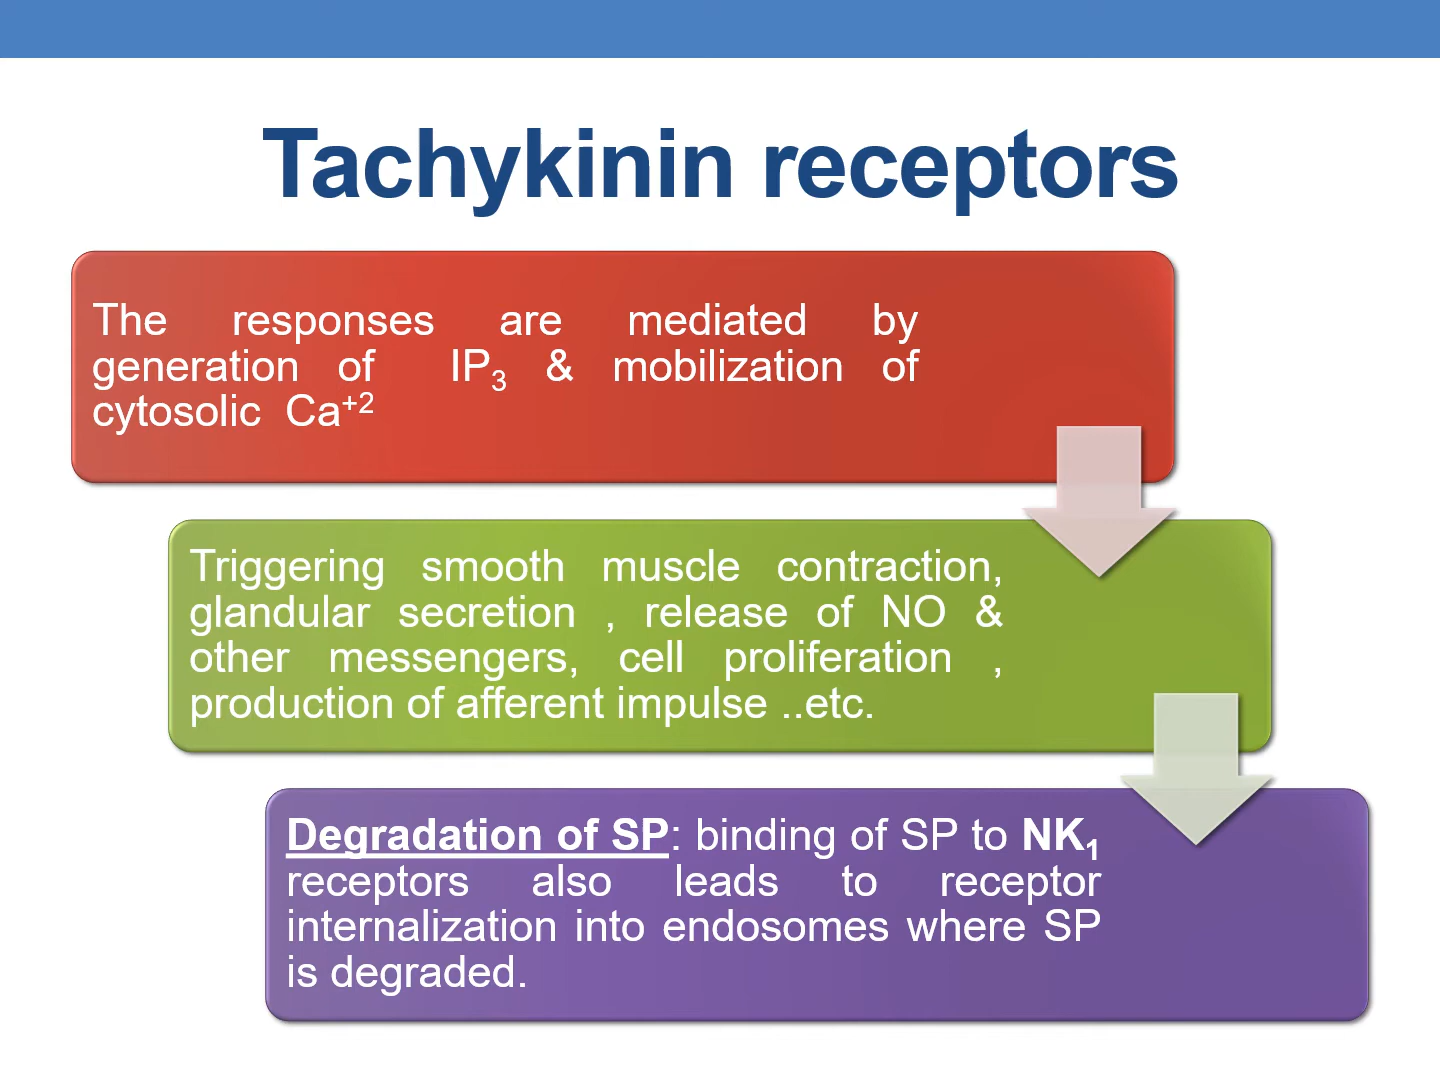 Tachykinin receptors
The responses are mediated by
generation of IP₃ & mobilization of
cytosolic Ca⁺²
Triggering smooth muscle contraction,
glandular secretion , release of NO &
other messengers, cell proliferation ,
production of afferent impulse ..etc.
Degradation of SP: binding of SP to NK₁
receptors also leads to receptor
internalization into endosomes where SP
is degraded.